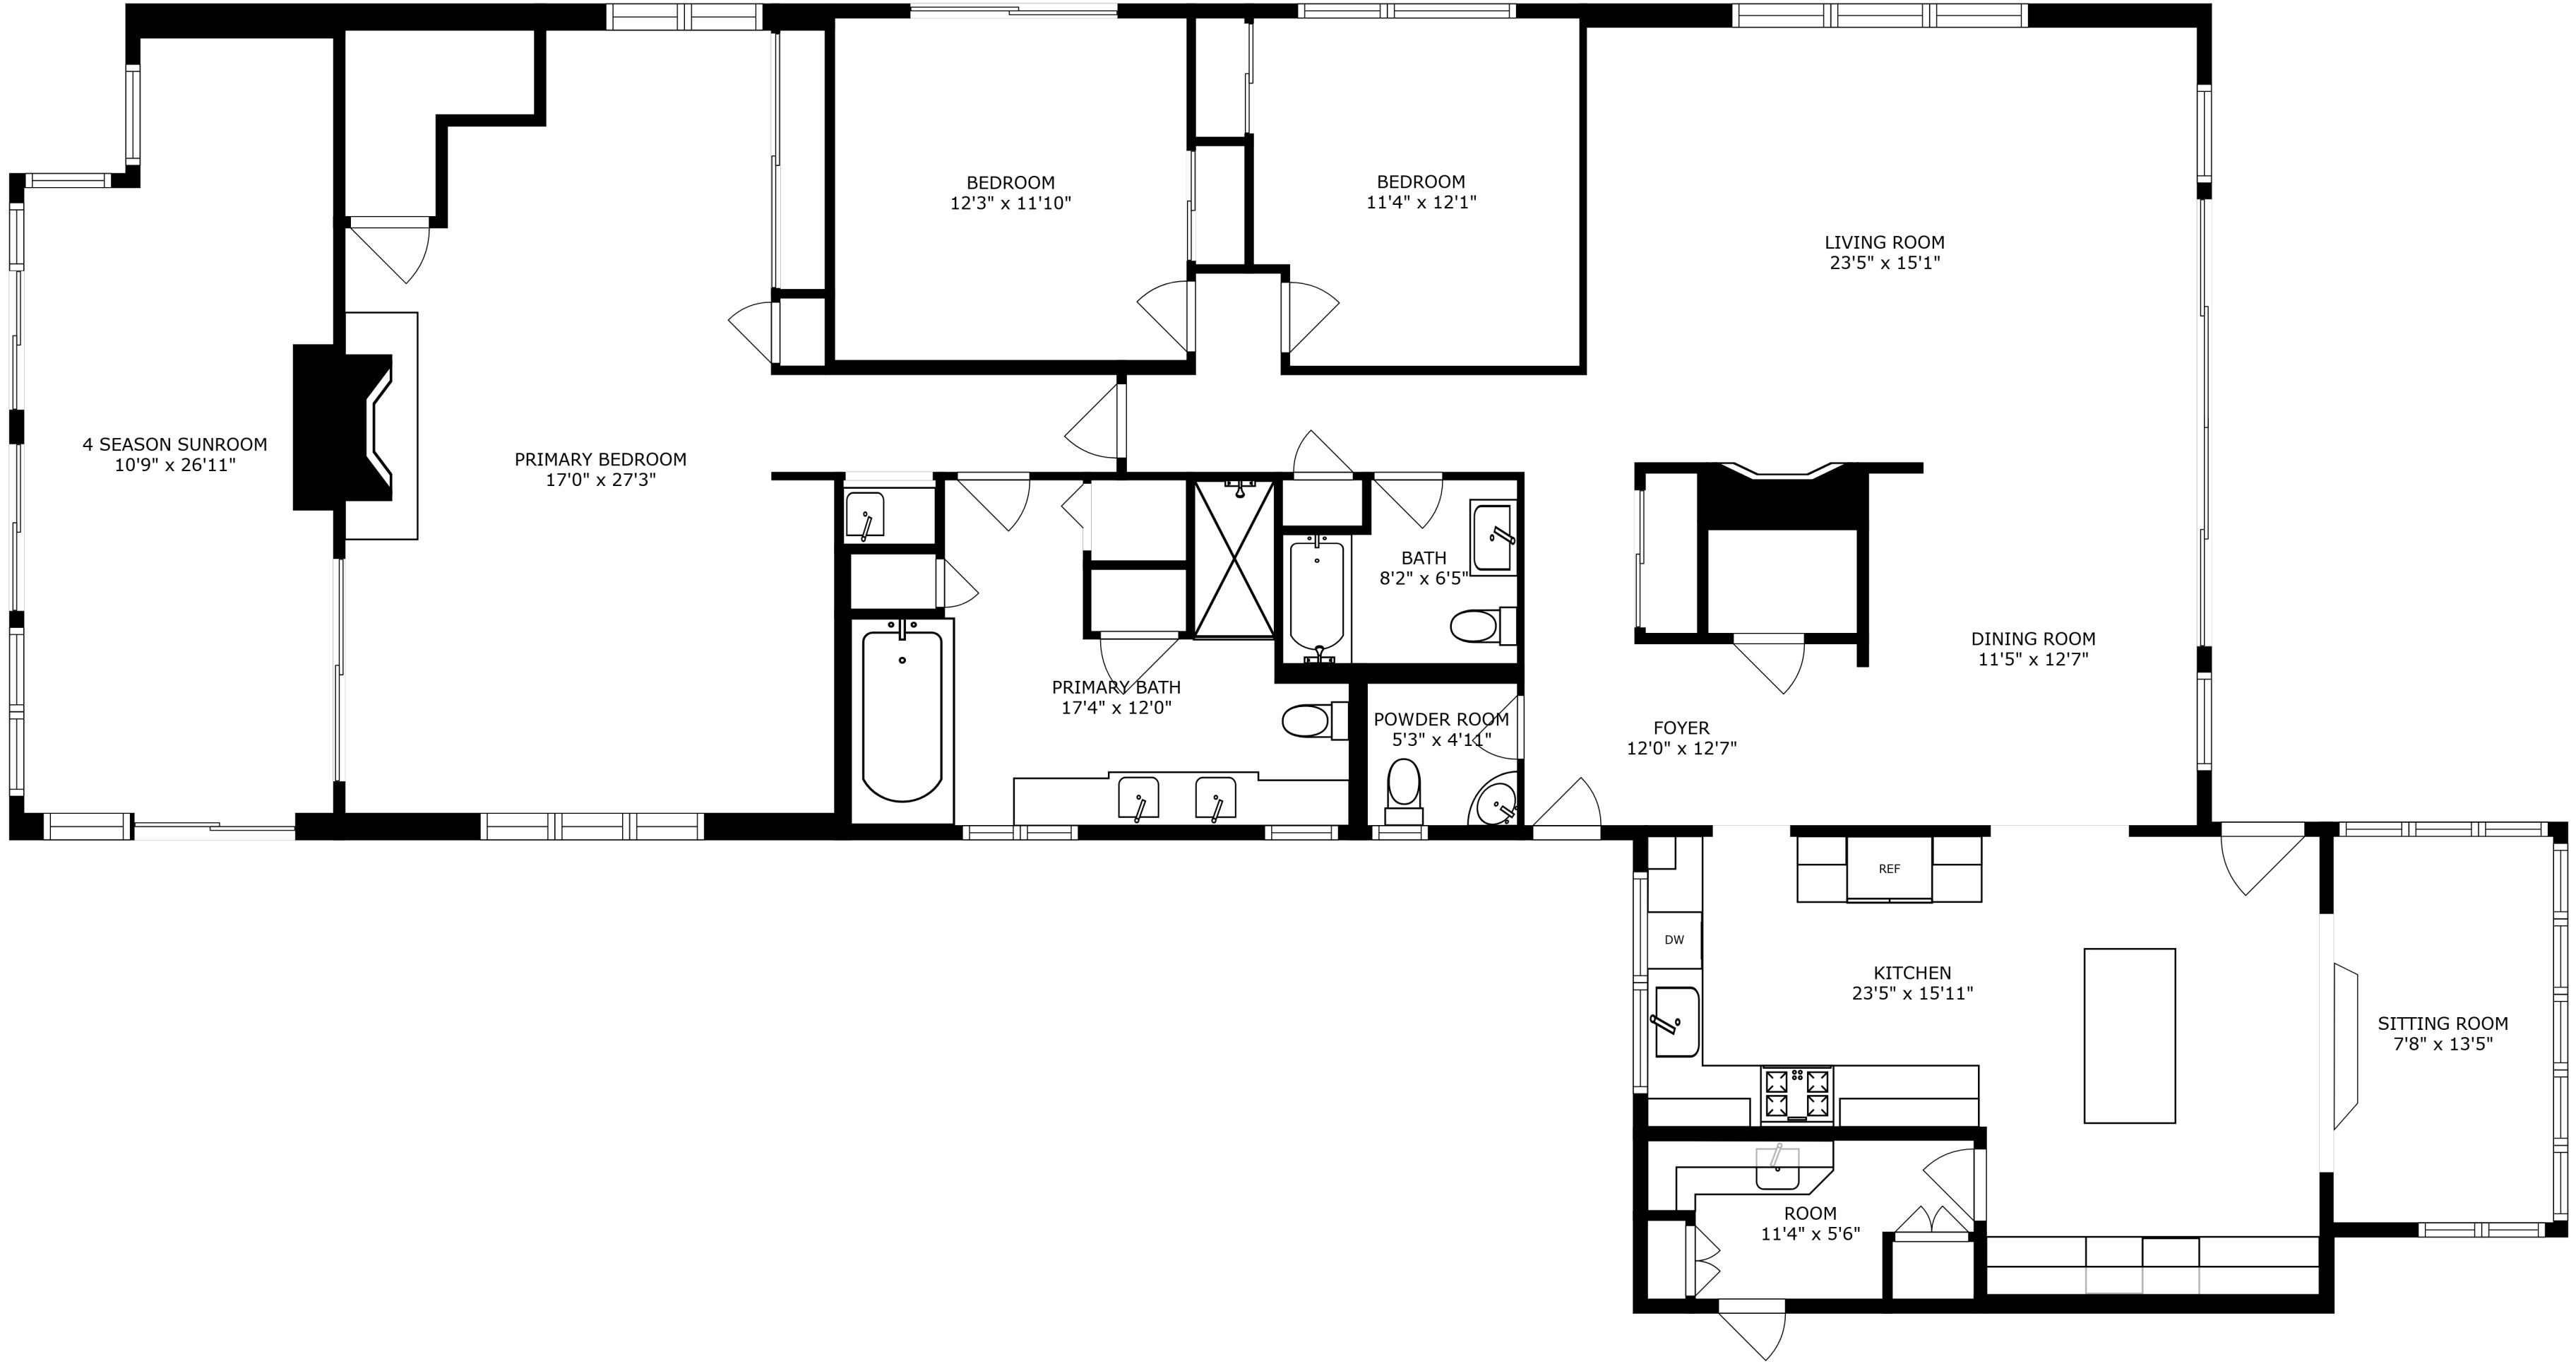 BEDROOM
12'3" x 11'10"
BEDROOM
11'4" x 12'1"
LIVING ROOM
23'5" x 15'1"
4 SEASON SUNROOM
10'9" x 26'11"
PRIMARY BEDROOM
17'0" x 27'3"
BATH
8'2" x 6'5"
DINING ROOM
11'5" x 12'7"
PRIMARY BATH
17'4" x 12'0"
POWDER ROOM
5'3" x 4'11"
FOYER
12'0" x 12'7"
REF
DW
KITCHEN
23'5" x 15'11"
SITTING ROOM
7'8" x 13'5"
ROOM
11'4" x 5'6"